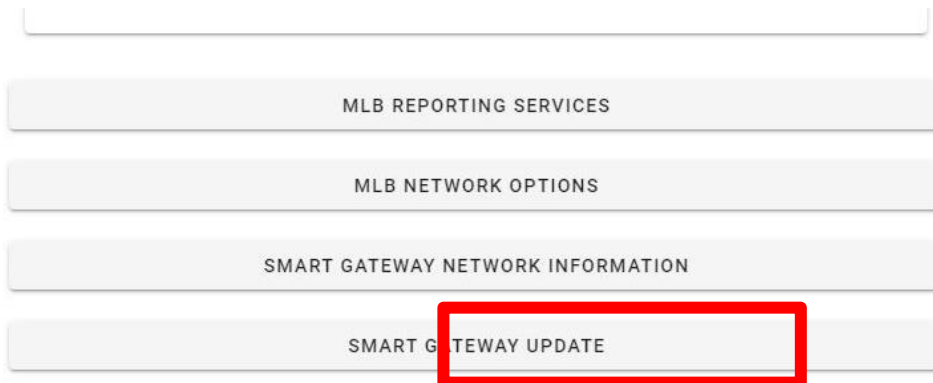 MLB REPORTING SERVICES
MLB NETWORK OPTIONS
SMART GATEWAY NETWORK INFORMATION
SMART GATEWAY UPDATE